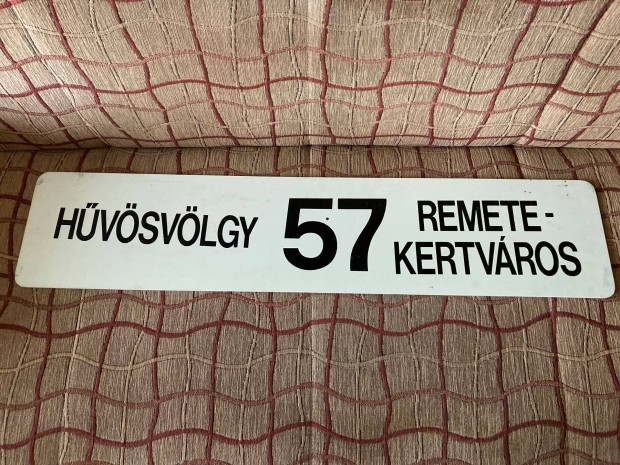 HŰVÖSVÖLGY 57 REMETE-
KERTVÁROS